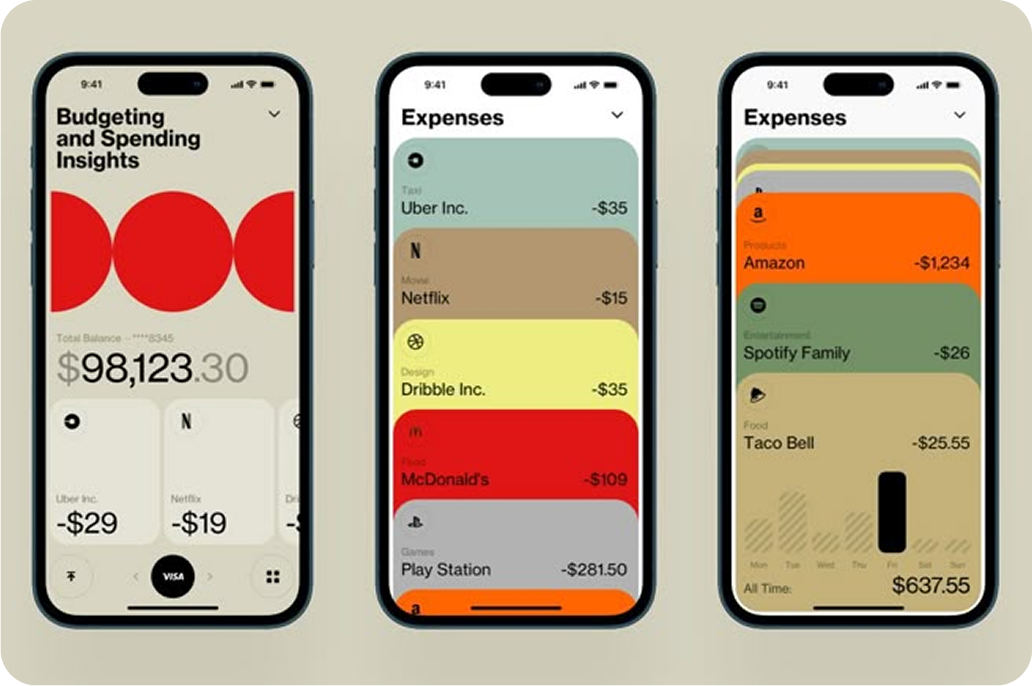 9:41
Budgeting
and Spending
Insights
Total Balance - ****8345
$98,123.30
Uber Inc.
-$29
N
Netflix
-$19
Dri
-$
VISA
9:41
Expenses
Taxi
Uber Inc.
-$35
N
Movie
Netflix
-$15
Design
Dribble Inc.
-$35
Food
McDonald's
-$109
Games
Play Station
-$281.50
a
9:41
Expenses
a
Products
Amazon
-$1,234
Entertainment
Spotify Family
-$26
Food
Taco Bell
-$25.55
Mon Tue Wed Thu Fri Sat Sun
All Time:
$637.55